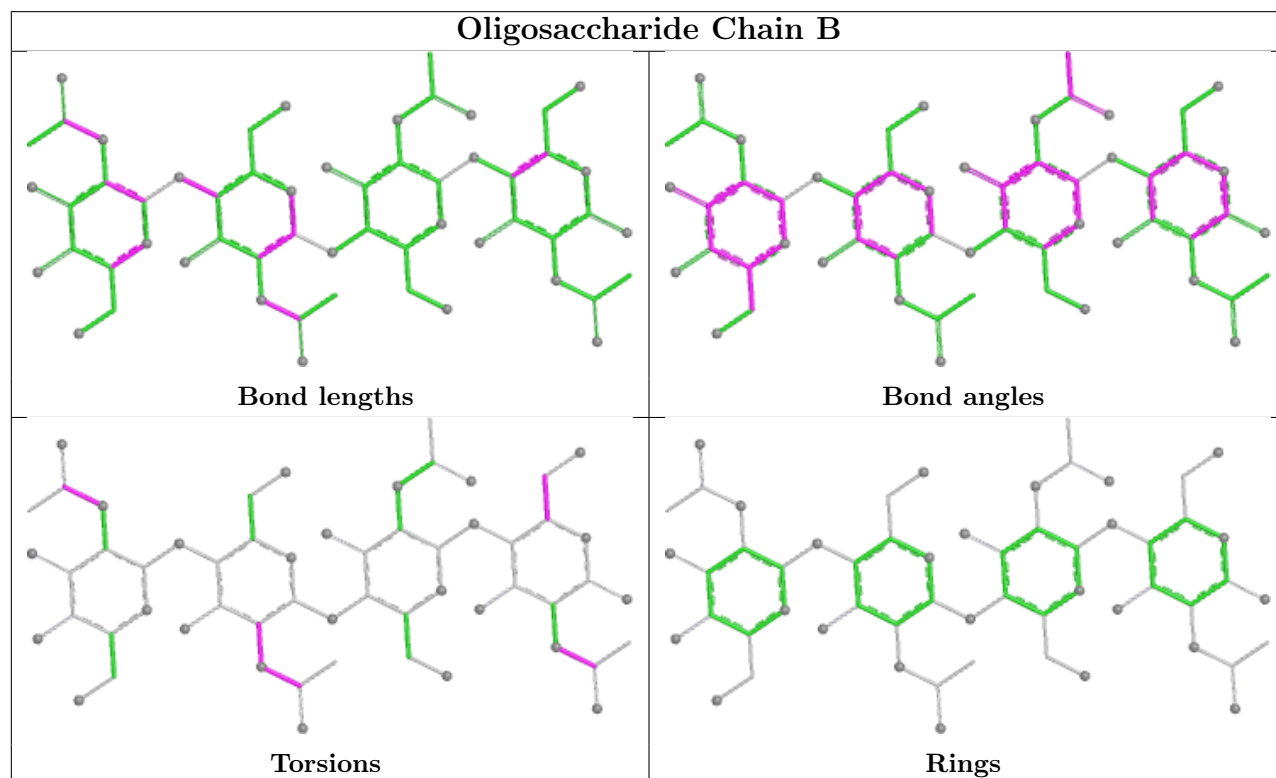 Oligosaccharide Chain B
Bond lengths
Bond angles
Torsions
Rings